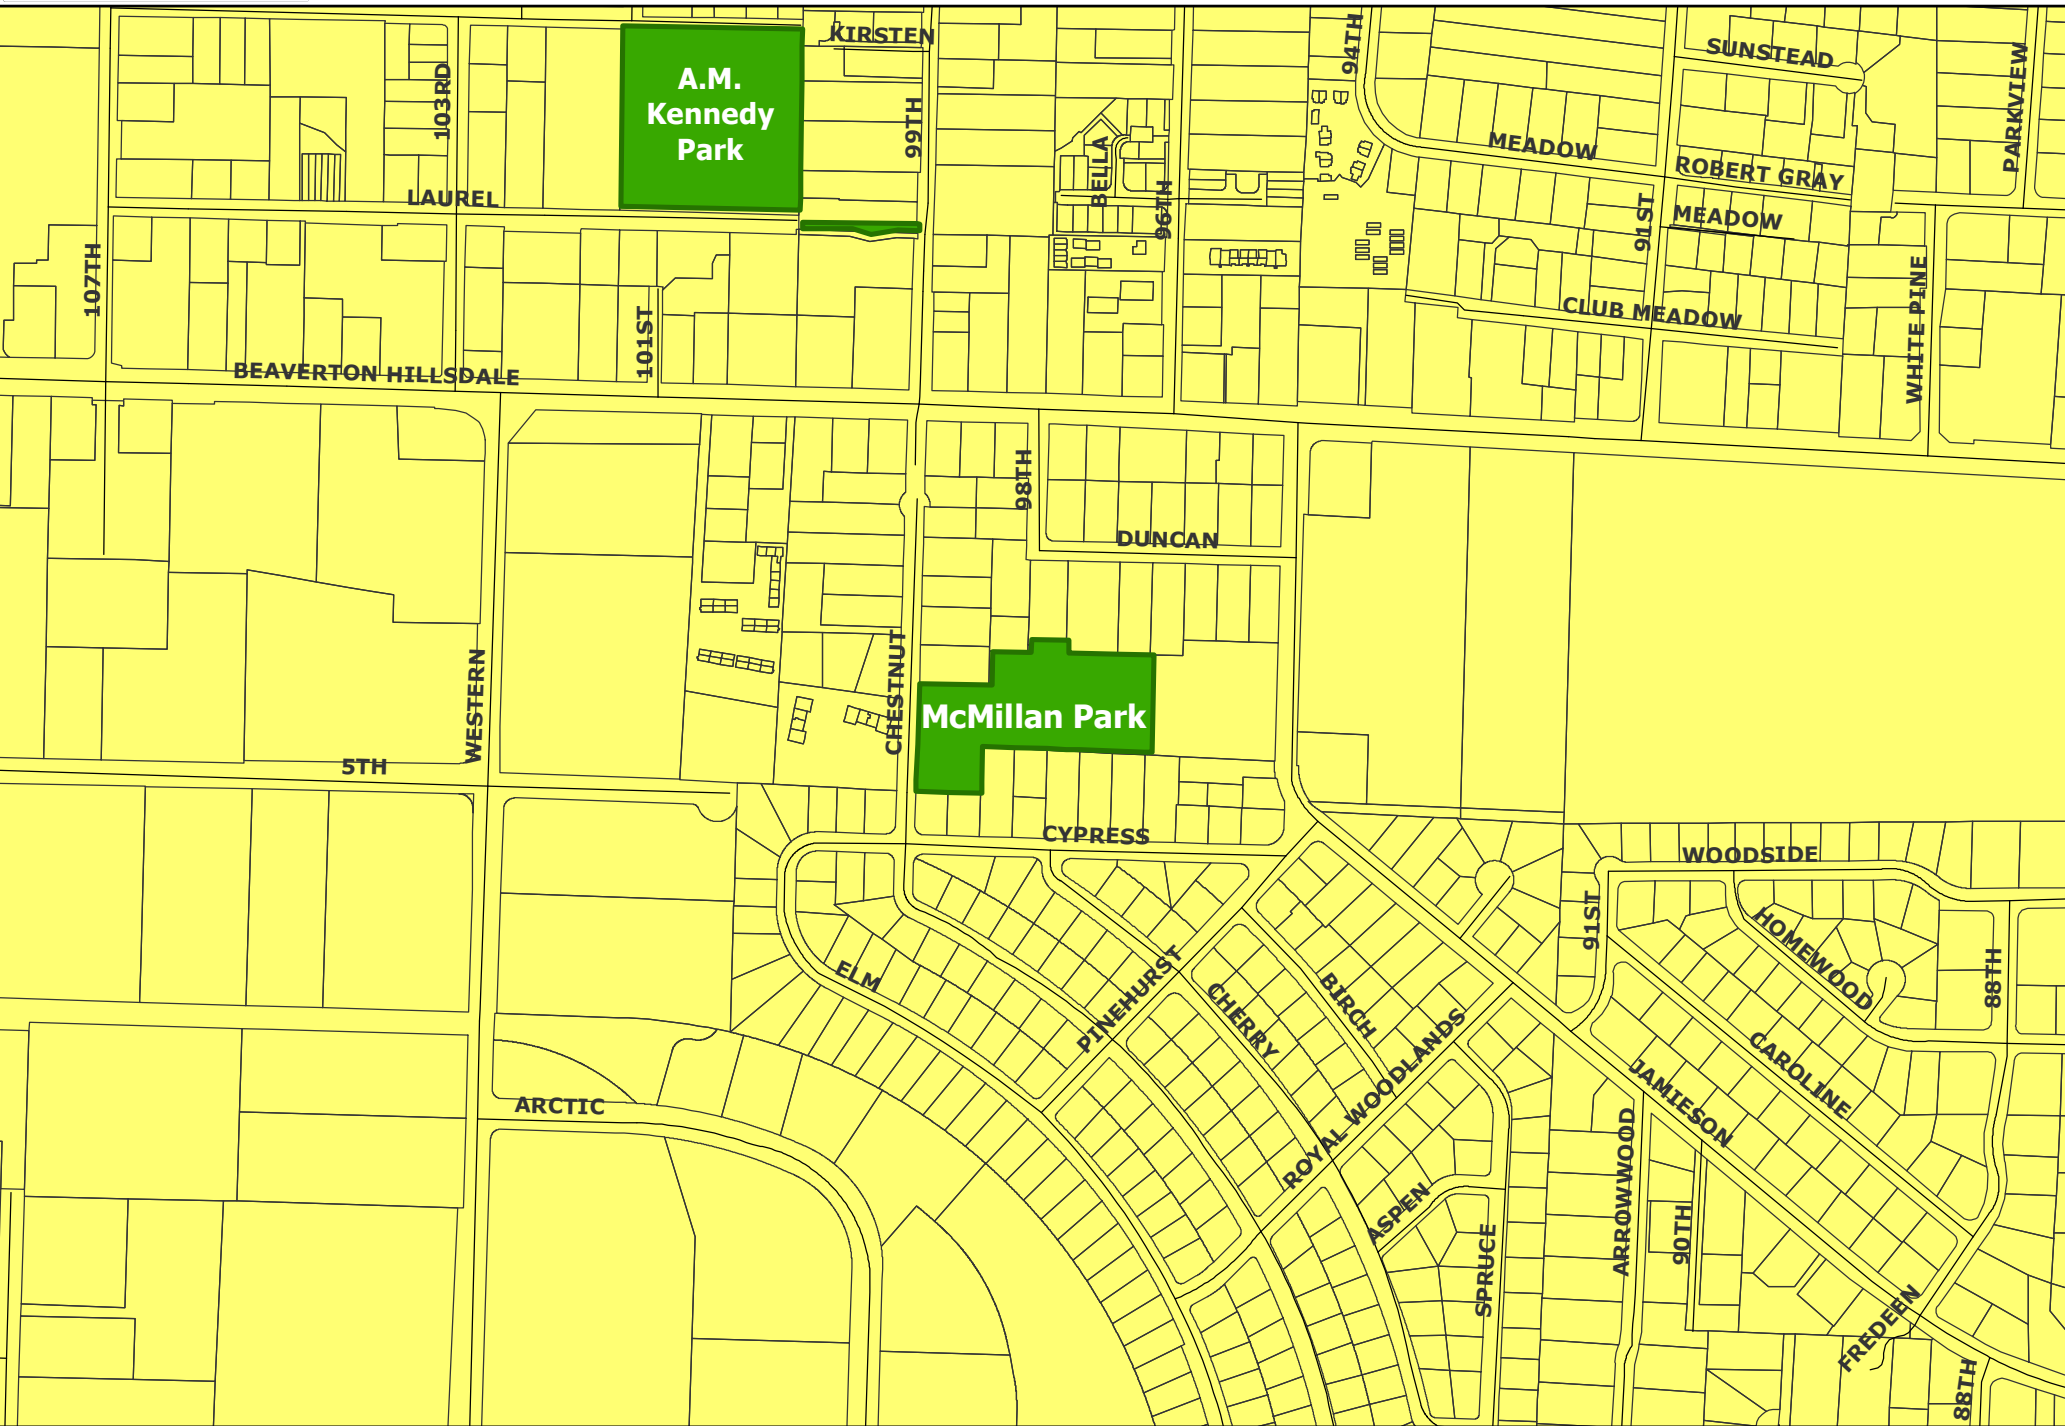 KIRSTEN
94TH
SUNSTEAD
PARKVIEW
A.M.
Kennedy
Park
103RD
99TH
MEADOW
BELLA
ROBERT GRAY
LAUREL
96TH
91ST
MEADOW
107TH
101ST
CLUB MEADOW
WHITE PINE
BEAVERTON HILLSDALE
98TH
DUNCAN
WESTERN
CHESTNUT
McMillan Park
5TH
CYPRESS
WOODSIDE
91ST
HOMEWOOD
88TH
ELM
PINEHURST
CHERRY
BIRCH
ROYAL WOODLANDS
CAROLINE
JAMIESON
ARCTIC
ASPEN
SPRUCE
ARROWWOOD
90TH
FREDEEN
88TH